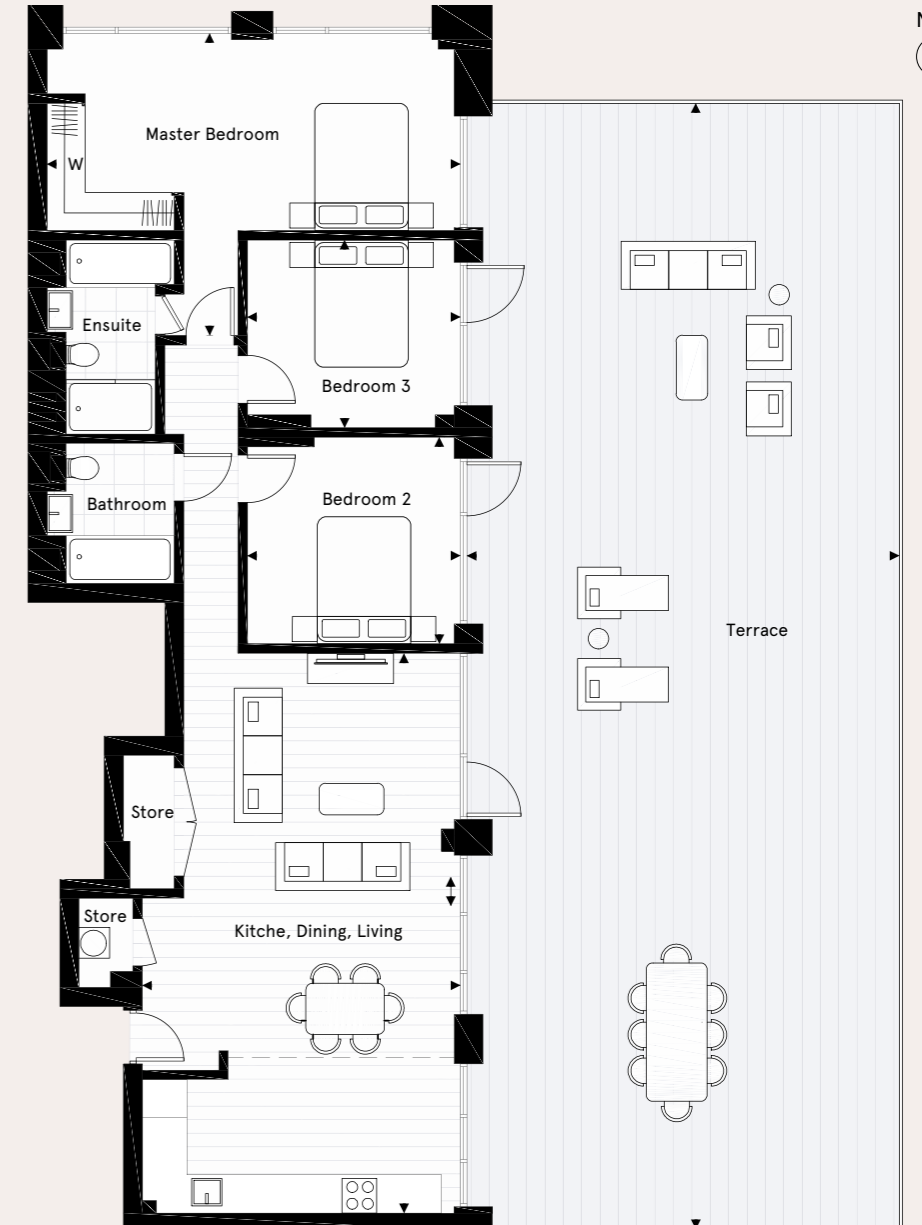 N
Master Bedroom
W
Ensuite
Bedroom 3
Bedroom 2
Bathroom
Terrace
Store
Store
Kitche, Dining, Living